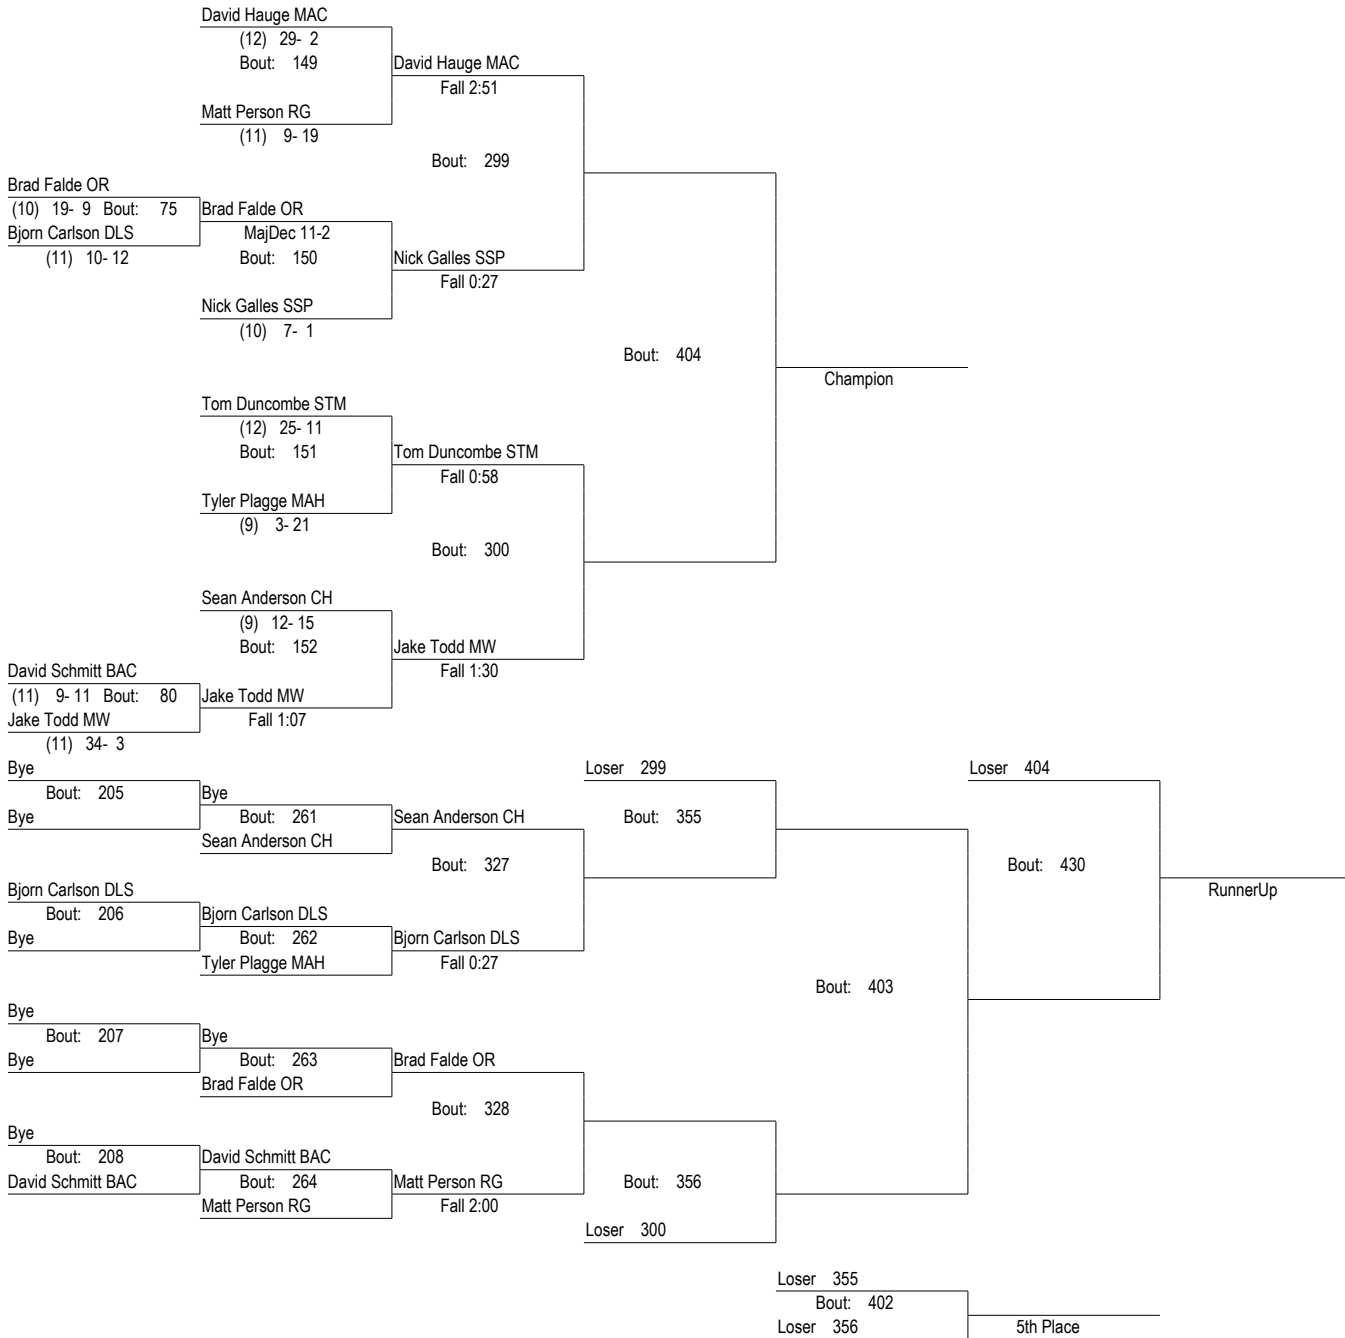 David Hauge MAC
(12) 29- 2
Bout: 149
David Hauge MAC
Fall 2:51
Matt Person RG
(11) 9- 19
Bout: 299
Brad Falde OR
(10) 19- 9 Bout: 75
Brad Falde OR
Bjorn Carlson DLS
MajDec 11-2
(11) 10- 12
Bout: 150
Nick Galles SSP
Fall 0:27
Nick Galles SSP
(10) 7- 1
Bout: 404
Champion
Tom Duncombe STM
(12) 25- 11
Bout: 151
Tom Duncombe STM
Fall 0:58
Tyler Plagge MAH
(9) 3- 21
Bout: 300
Sean Anderson CH
(9) 12- 15
Bout: 152
Jake Todd MW
Fall 1:30
David Schmitt BAC
(11) 9- 11 Bout: 80
Jake Todd MW
Jake Todd MW
Fall 1:07
(11) 34- 3
Bye
Loser 299
Loser 404
Bout: 205
Bye
Bye
Bout: 261
Sean Anderson CH
Bout: 355
Sean Anderson CH
Bout: 327
Bout: 430
Bjorn Carlson DLS
RunnerUp
Bout: 206
Bjorn Carlson DLS
Bye
Bout: 262
Bjorn Carlson DLS
Tyler Plagge MAH
Fall 0:27
Bout: 403
Bye
Bout: 207
Bye
Bye
Bout: 263
Brad Falde OR
Brad Falde OR
Bout: 328
Bye
Bout: 208
David Schmitt BAC
David Schmitt BAC
Bout: 264
Matt Person RG
Bout: 356
Matt Person RG
Fall 2:00
Loser 300
Loser 355
Bout: 402
Loser 356
5th Place